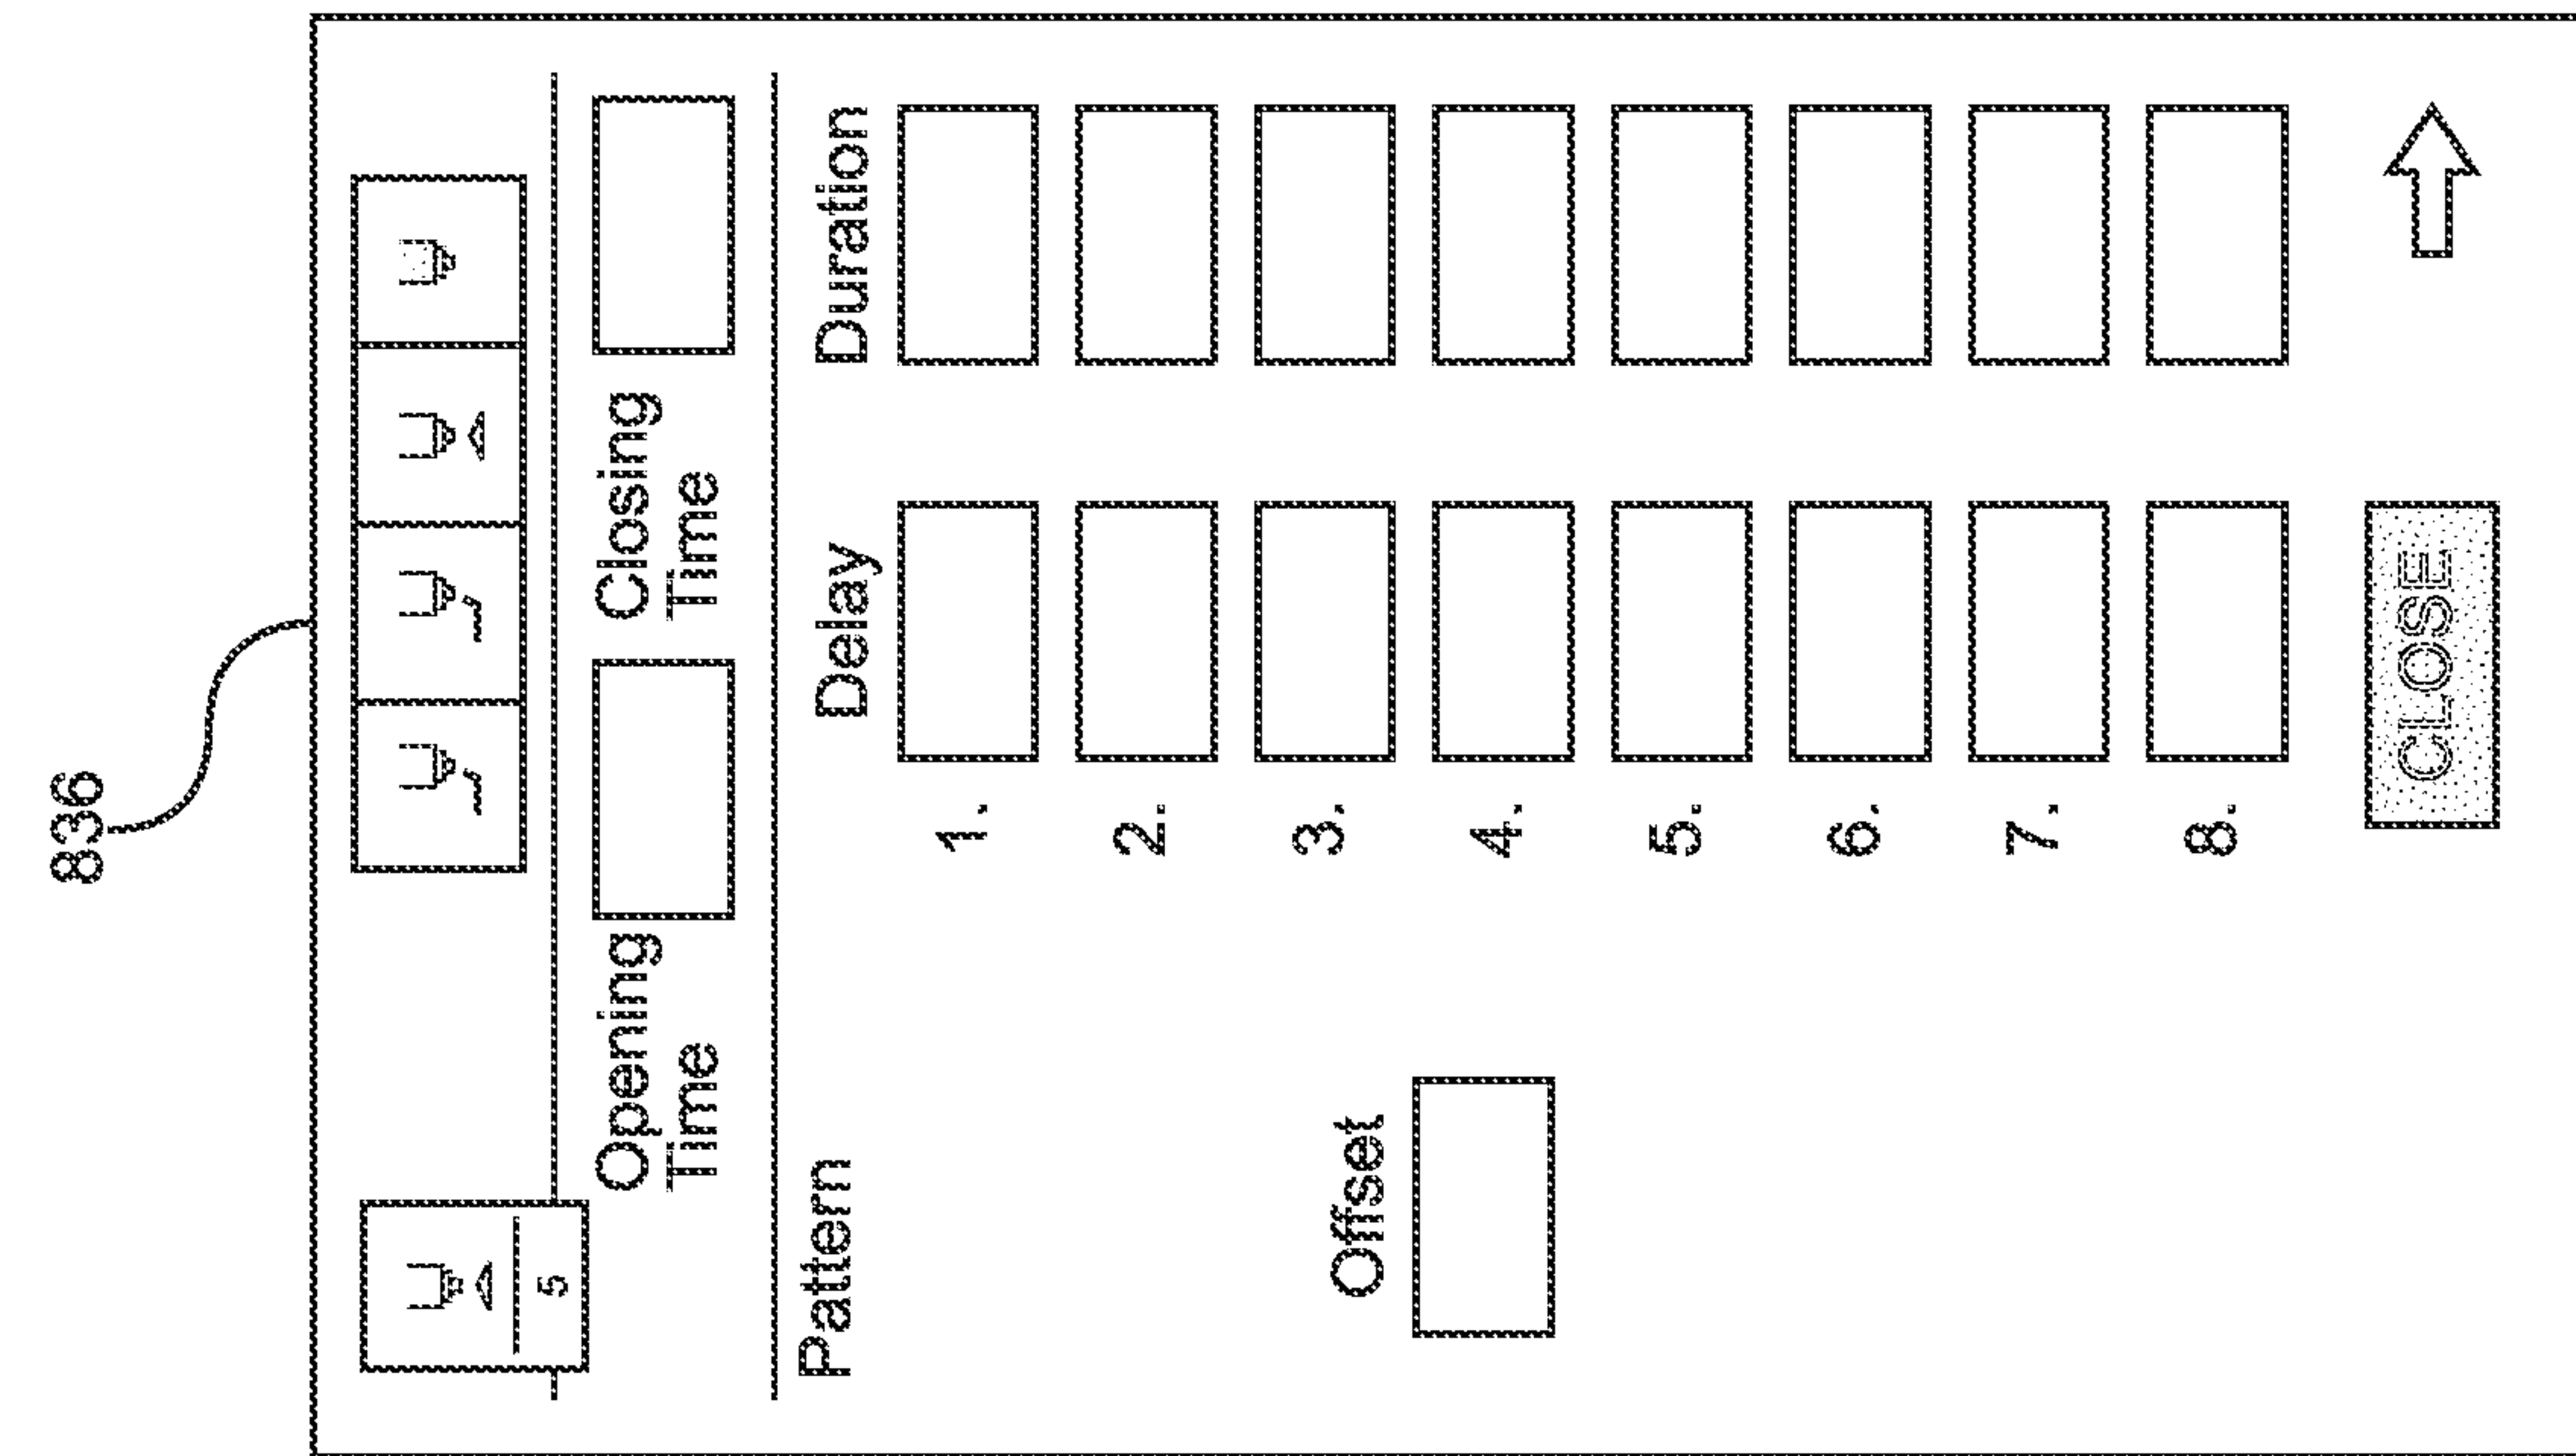 836
5
Opening Time
Closing Time
Pattern
Delay
Duration
Offset
1.
2.
3.
4.
5.
6.
7.
8.
CLOSE